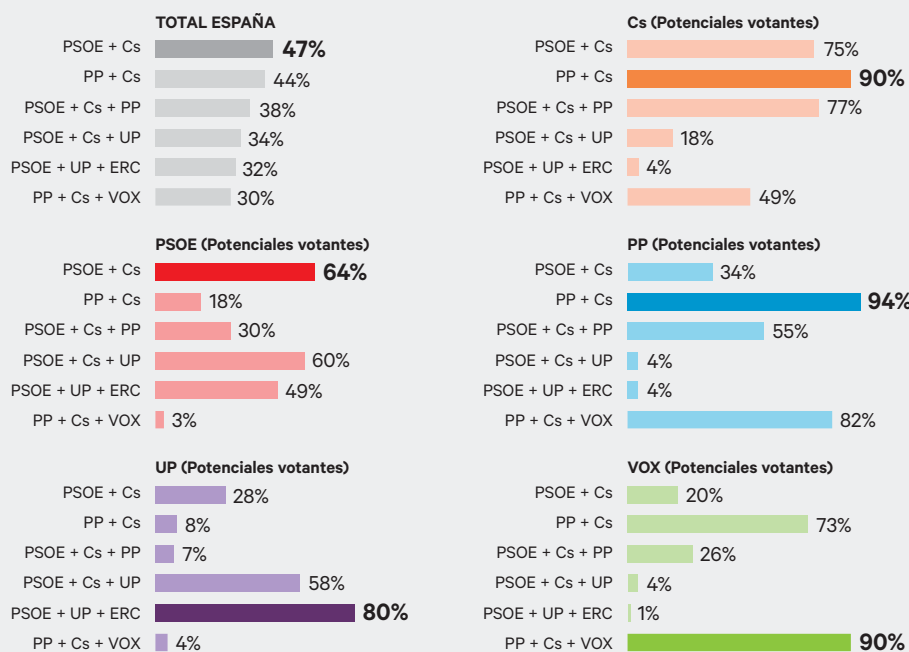 TOTAL ESPAÑA
PSOE + Cs 47%
PP + Cs 44%
PSOE + Cs + PP 38%
PSOE + Cs + UP 34%
PSOE + UP + ERC 32%
PP + Cs + VOX 30%
Cs (Potenciales votantes)
PSOE + Cs 75%
PP + Cs 90%
PSOE + Cs + PP 77%
PSOE + Cs + UP 18%
PSOE + UP + ERC 4%
PP + Cs + VOX 49%
PSOE (Potenciales votantes)
PSOE + Cs 64%
PP + Cs 18%
PSOE + Cs + PP 30%
PSOE + Cs + UP 60%
PSOE + UP + ERC 49%
PP + Cs + VOX 3%
PP (Potenciales votantes)
PSOE + Cs 34%
PP + Cs 94%
PSOE + Cs + PP 55%
PSOE + Cs + UP 4%
PSOE + UP + ERC 4%
PP + Cs + VOX 82%
UP (Potenciales votantes)
PSOE + Cs 28%
PP + Cs 8%
PSOE + Cs + PP 7%
PSOE + Cs + UP 58%
PSOE + UP + ERC 80%
PP + Cs + VOX 4%
VOX (Potenciales votantes)
PSOE + Cs 20%
PP + Cs 73%
PSOE + Cs + PP 26%
PSOE + Cs + UP 4%
PSOE + UP + ERC 1%
PP + Cs + VOX 90%